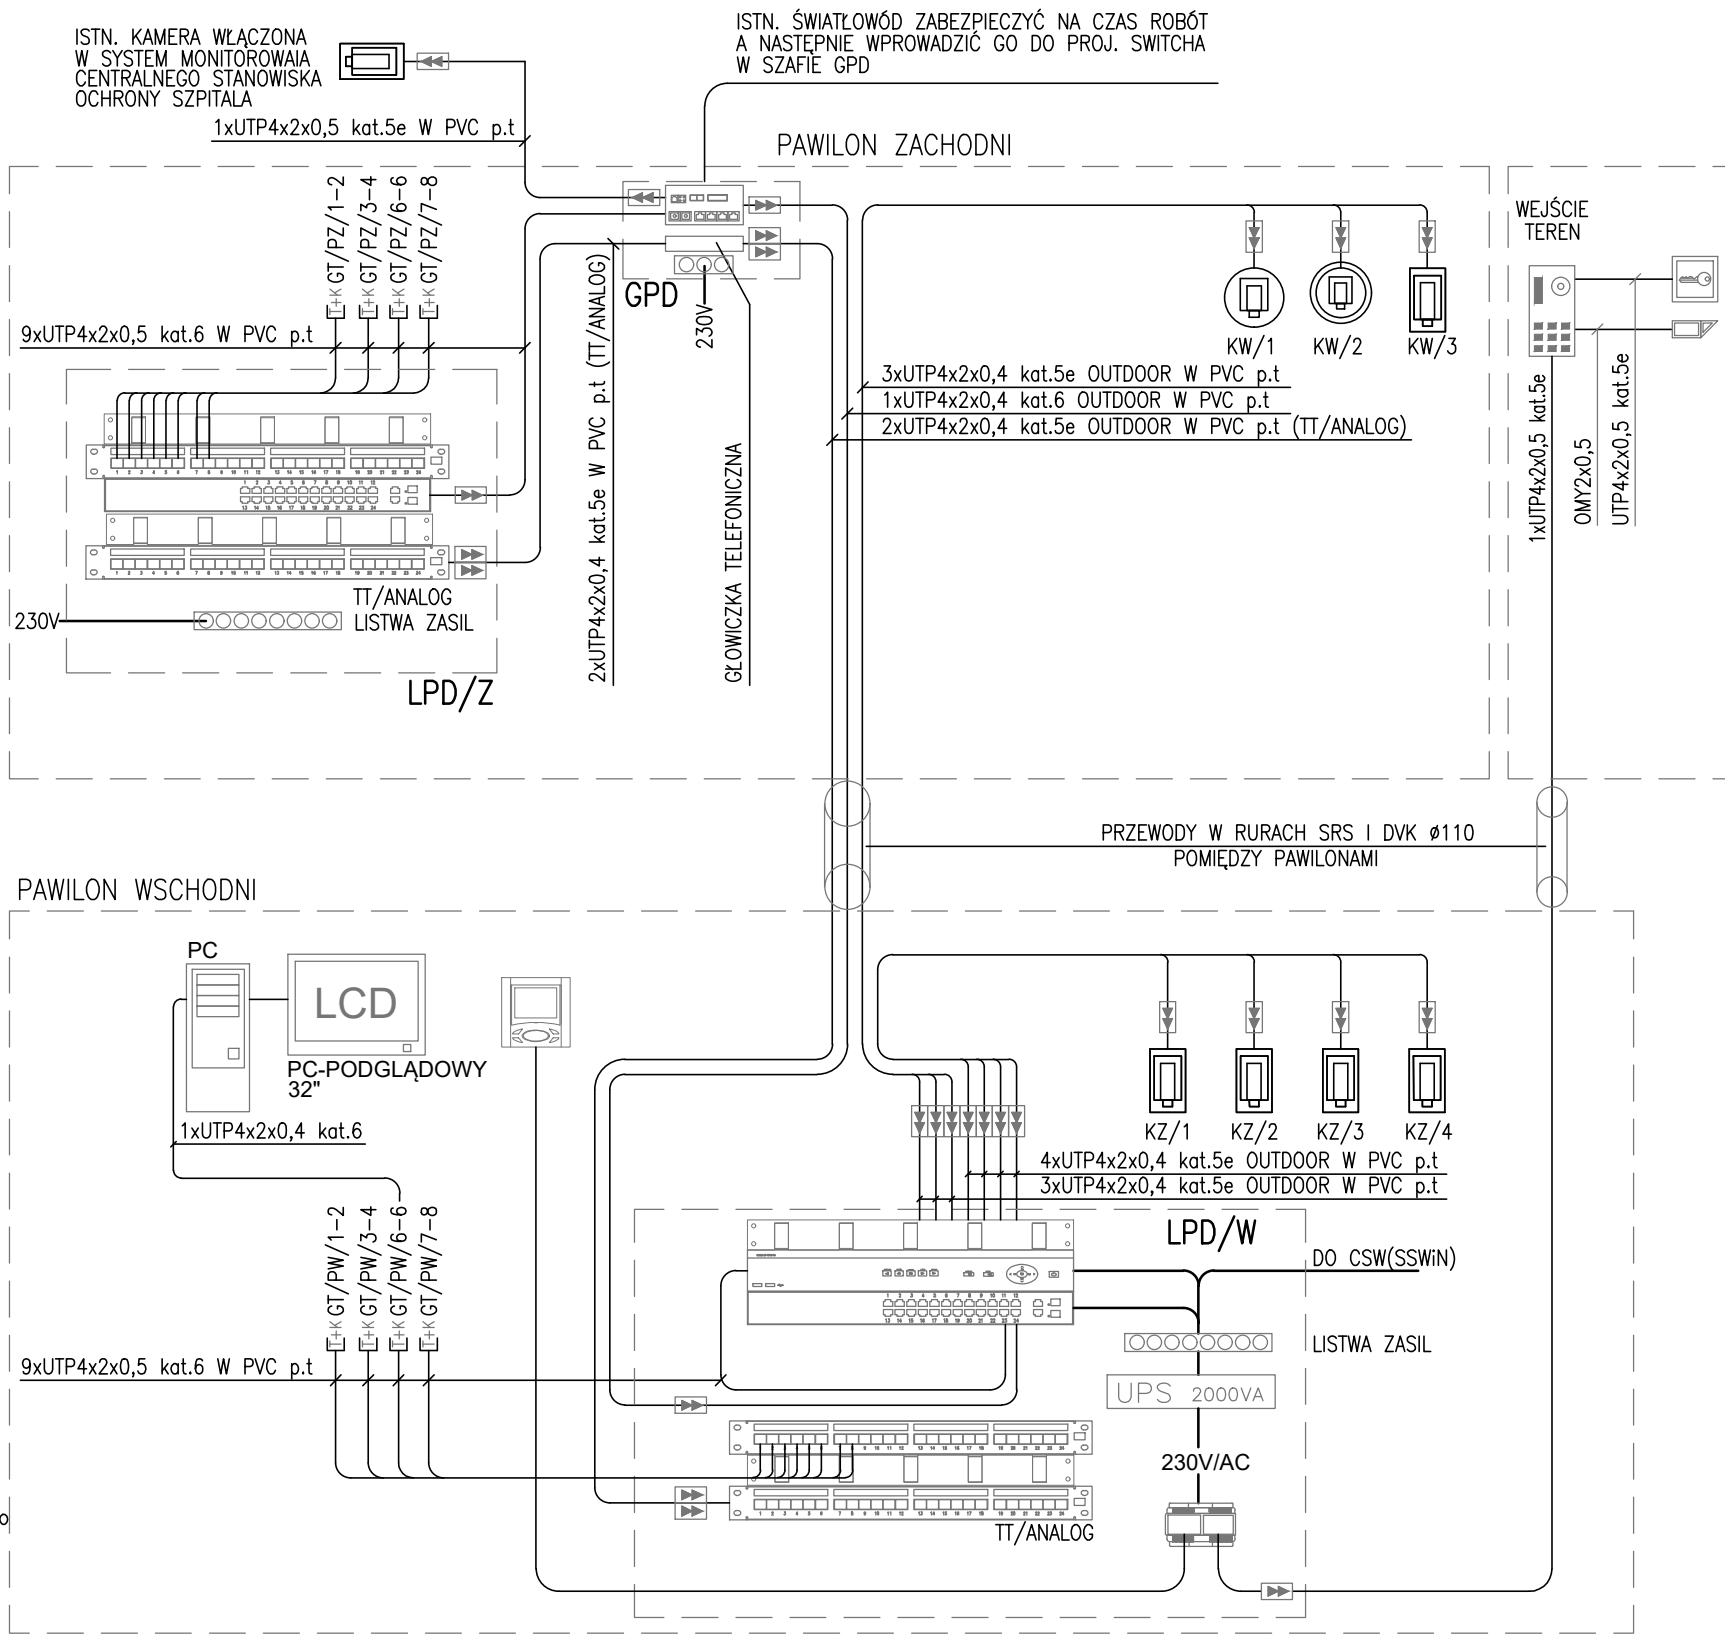 ISTN. KAMERA WŁĄCZONA
W SYSTEM MONITOROWAIA
CENTRALNEGO STANOWISKA
OCHRONY SZPITALA
1xUTP4x2x0,5 kat.5e W PVC p.t
ISTN. ŚWIATŁOWÓD ZABEZPIECZYĆ NA CZAS ROBÓT
A NASTĘPNIE WPROWADZIĆ GO DO PROJ. SWITCHA
W SZAFIE GPD
PAWILON ZACHODNI
T+K GT/PZ/1-2
T+K GT/PZ/3-4
T+K GT/PZ/6-6
T+K GT/PZ/7-8
9xUTP4x2x0,5 kat.6 W PVC p.t
GPD
230V
2xUTP4x2x0,4 kat.5e W PVC p.t (TT/ANALOG)
GŁOWICZKA TELEFONICZNA
KW/1
KW/2
KW/3
3xUTP4x2x0,4 kat.5e OUTDOOR W PVC p.t
1xUTP4x2x0,4 kat.6 OUTDOOR W PVC p.t
2xUTP4x2x0,4 kat.5e OUTDOOR W PVC p.t (TT/ANALOG)
WEJŚCIE
TEREN
1xUTP4x2x0,5 kat.5e
OMY2x0,5
UTP4x2x0,5 kat.5e
TT/ANALOG
230V
LISTWA ZASIL
LPD/Z
PRZEWODY W RURACH SRS I DVK ø110
POMIĘDZY PAWILONAMI
PAWILON WSCHODNI
PC
LCD
PC-PODGLĄDOWY
32"
1xUTP4x2x0,4 kat.6
KZ/1
KZ/2
KZ/3
KZ/4
4xUTP4x2x0,4 kat.5e OUTDOOR W PVC p.t
3xUTP4x2x0,4 kat.5e OUTDOOR W PVC p.t
T+K GT/PW/1-2
T+K GT/PW/3-4
T+K GT/PW/6-6
T+K GT/PW/7-8
9xUTP4x2x0,5 kat.6 W PVC p.t
LPD/W
DO CSW(SSWiN)
LISTWA ZASIL
UPS 2000VA
230V/AC
TT/ANALOG